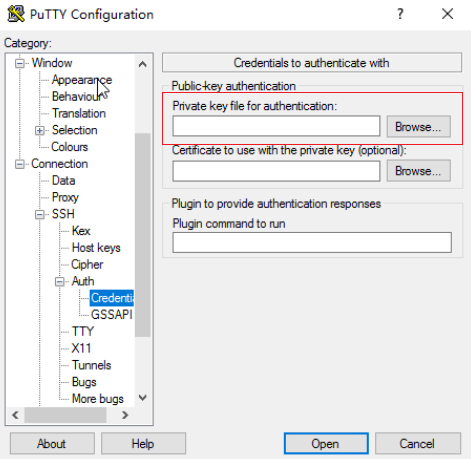 PuTTY Configuration ? ×
Category:
Window
Appearance
Behaviour
Translation
Selection
Colours
Connection
Data
Proxy
SSH
Kex
Host keys
Cipher
Auth
Credenti
GSSAPI
TTY
X11
Tunnels
Bugs
More bugs
Credentials to authenticate with
Public-key authentication
Private key file for authentication:
Browse...
Certificate to use with the private key (optional):
Browse...
Plugin to provide authentication responses
Plugin command to run
About Help Open Cancel